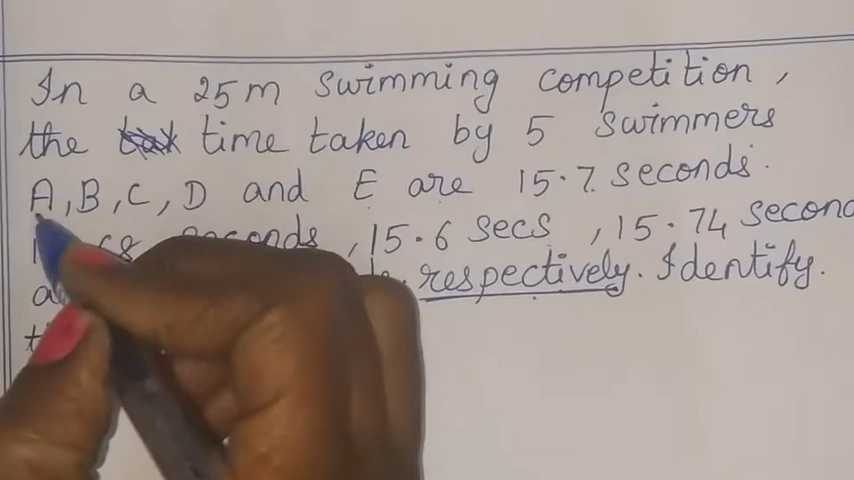 In a 25m swimming competition,
the time taken by 5 swimmers
A, B, C, D and E are 15.7 seconds.
seconds, 15.6 secs, 15.74 second
respectively. Identify.